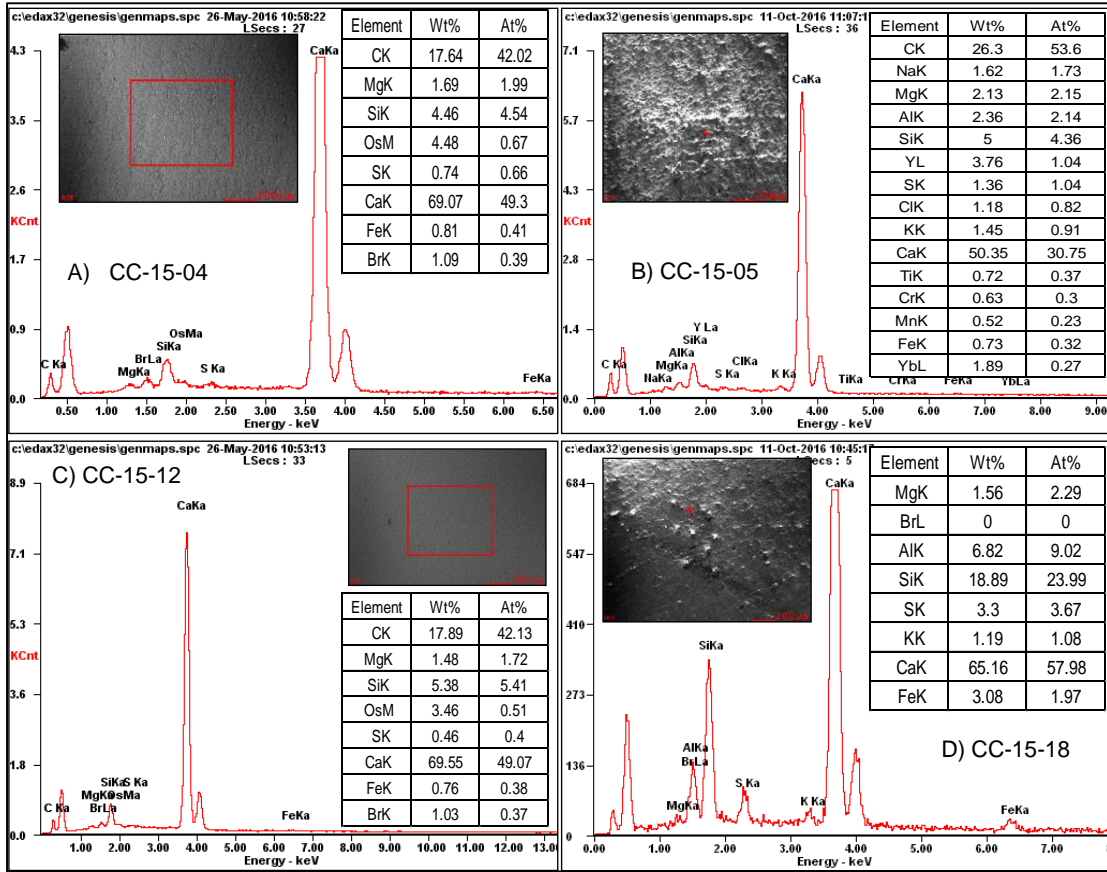 c:\edax32\genesis\genmaps.spc 26-May-2016 10:58:22
LSecs : 27
4.3
3.5
2.6
KCnt
1.7
0.9
0.0
CaKa
A) CC-15-04
C Ka
MgKa
BrLa
SiKa
OsMa
S Ka
FeKa
0.50 1.00 1.50 2.00 2.50 3.00 3.50 4.00 4.50 5.00 5.50 6.00 6.50
Energy - keV
Element Wt% At%
CK 17.64 42.02
MgK 1.69 1.99
SiK 4.46 4.54
OsM 4.48 0.67
SK 0.74 0.66
CaK 69.07 49.3
FeK 0.81 0.41
BrK 1.09 0.39
c:\edax32\genesis\genmaps.spc 11-Oct-2016 11:07:1
LSecs : 36
7.1
5.7
4.3
KCnt
2.8
1.4
0.0
CaKa
B) CC-15-05
C Ka
NaKa
MgKa
AlKa
SiKa
Y La
S Ka
ClKa
K Ka
TiKa
CrKa
FeKa
YbLa
0.00 1.00 2.00 3.00 4.00 5.00 6.00 7.00 8.00 9.00
Energy - keV
Element Wt% At%
CK 26.3 53.6
NaK 1.62 1.73
MgK 2.13 2.15
AlK 2.36 2.14
SiK 5 4.36
YL 3.76 1.04
SK 1.36 1.04
ClK 1.18 0.82
KK 1.45 0.91
CaK 50.35 30.75
TiK 0.72 0.37
CrK 0.63 0.3
MnK 0.52 0.23
FeK 0.73 0.32
YbL 1.89 0.27
c:\edax32\genesis\genmaps.spc 26-May-2016 10:53:13
LSecs : 33
C) CC-15-12
8.9
7.1
5.3
KCnt
3.6
1.8
0.0
CaKa
SiKa S Ka
MgKa OsMa
C Ka BrLa
FeKa
1.00 2.00 3.00 4.00 5.00 6.00 7.00 8.00 9.00 10.00 11.00 12.00 13.00
Energy - keV
Element Wt% At%
CK 17.89 42.13
MgK 1.48 1.72
SiK 5.38 5.41
OsM 3.46 0.51
SK 0.46 0.4
CaK 69.55 49.07
FeK 0.76 0.38
BrK 1.03 0.37
c:\edax32\genesis\genmaps.spc 11-Oct-2016 10:45:17
LSecs : 5
684
547
410
273
136
0
CaKa
SiKa
AlKa
BrLa
MgKa
S Ka
K Ka
FeKa
D) CC-15-18
0.00 1.00 2.00 3.00 4.00 5.00 6.00 7.00
Energy - keV
Element Wt% At%
MgK 1.56 2.29
BrL 0 0
AlK 6.82 9.02
SiK 18.89 23.99
SK 3.3 3.67
KK 1.19 1.08
CaK 65.16 57.98
FeK 3.08 1.97